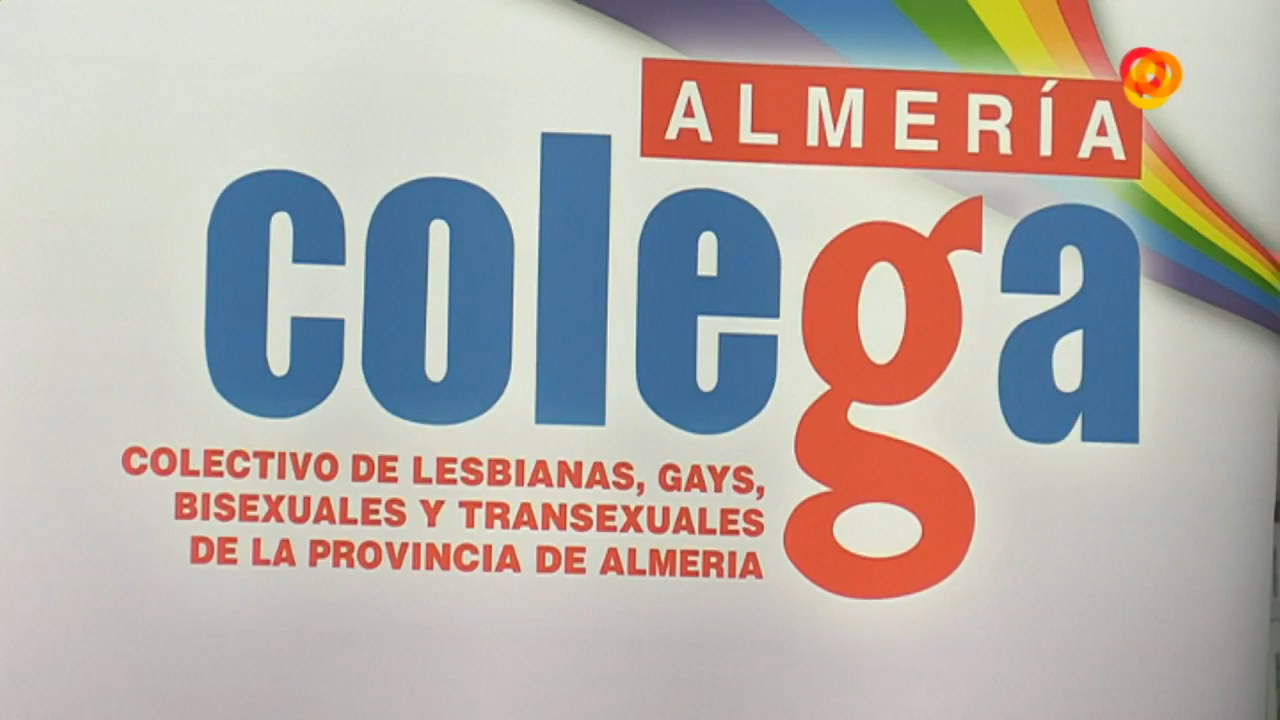 ALMERÍA
colega
COLECTIVO DE LESBIANAS, GAYS,
BISEXUALES Y TRANSEXUALES
DE LA PROVINCIA DE ALMERIA